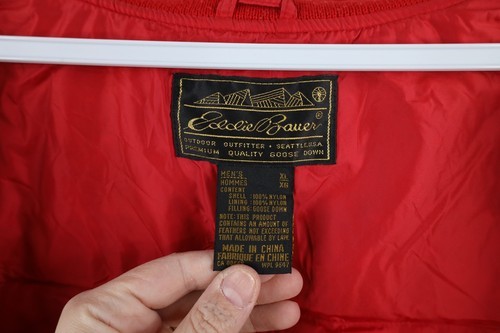 Eddie Bauer®
OUTDOOR OUTFITTER • SEATTLE, USA
PREMIUM QUALITY GOOSE DOWN
MEN'S XL
HOMMES XG
CONTENT
SHELL : 100% NYLON
LINING : 100% NYLON
FILLING: GOOSE DOWN
NOTE: THIS PRODUCT
CONTAINS AN AMOUNT OF
FEATHERS NOT EXCEEDING
THAT ALLOWABLE BY LAW.
MADE IN CHINA
FABRIQUE EN CHINE